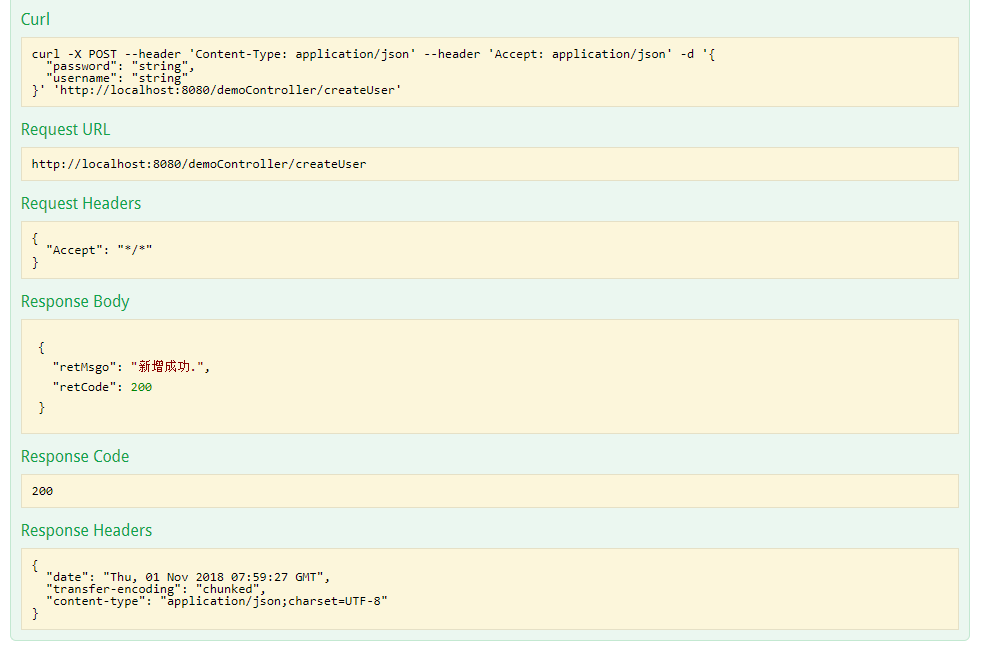 Curl
curl -X POST --header 'Content-Type: application/json' --header 'Accept: application/json' -d '{
"password": "string",
"username": "string"
}' 'http://localhost:8080/demoController/createUser'
Request URL
http://localhost:8080/demoController/createUser
Request Headers
{
"Accept": "*/*"
}
Response Body
{
"retMsgo": "新增成功.",
"retCode": 200
}
Response Code
200
Response Headers
{
"date": "Thu, 01 Nov 2018 07:59:27 GMT",
"transfer-encoding": "chunked",
"content-type": "application/json;charset=UTF-8"
}